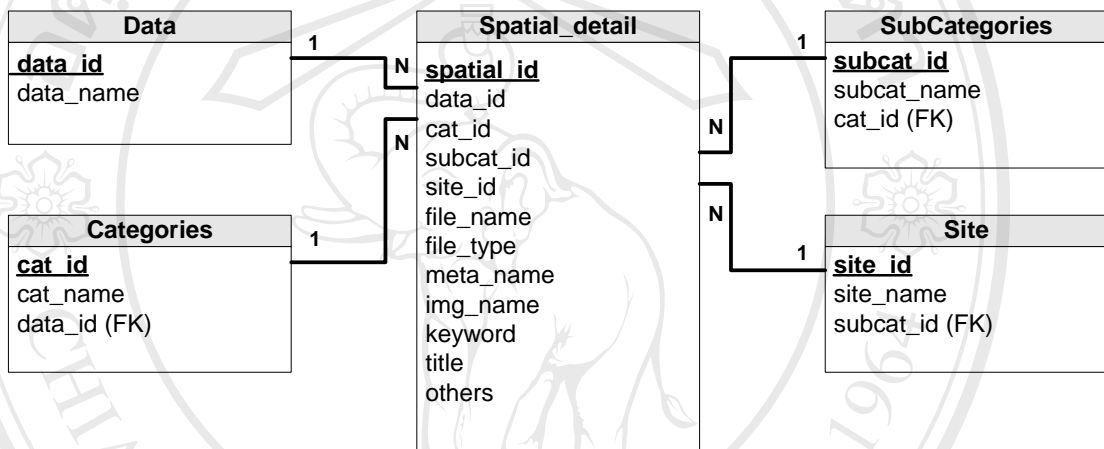 Data
data_id
data_name
1
N
Categories
cat_id
cat_name
data_id (FK)
1
N
Spatial_detail
spatial_id
data_id
cat_id
subcat_id
site_id
file_name
file_type
meta_name
img_name
keyword
title
others
SubCategories
subcat_id
subcat_name
cat_id (FK)
1
N
Site
site_id
site_name
subcat_id (FK)
1
N
1964